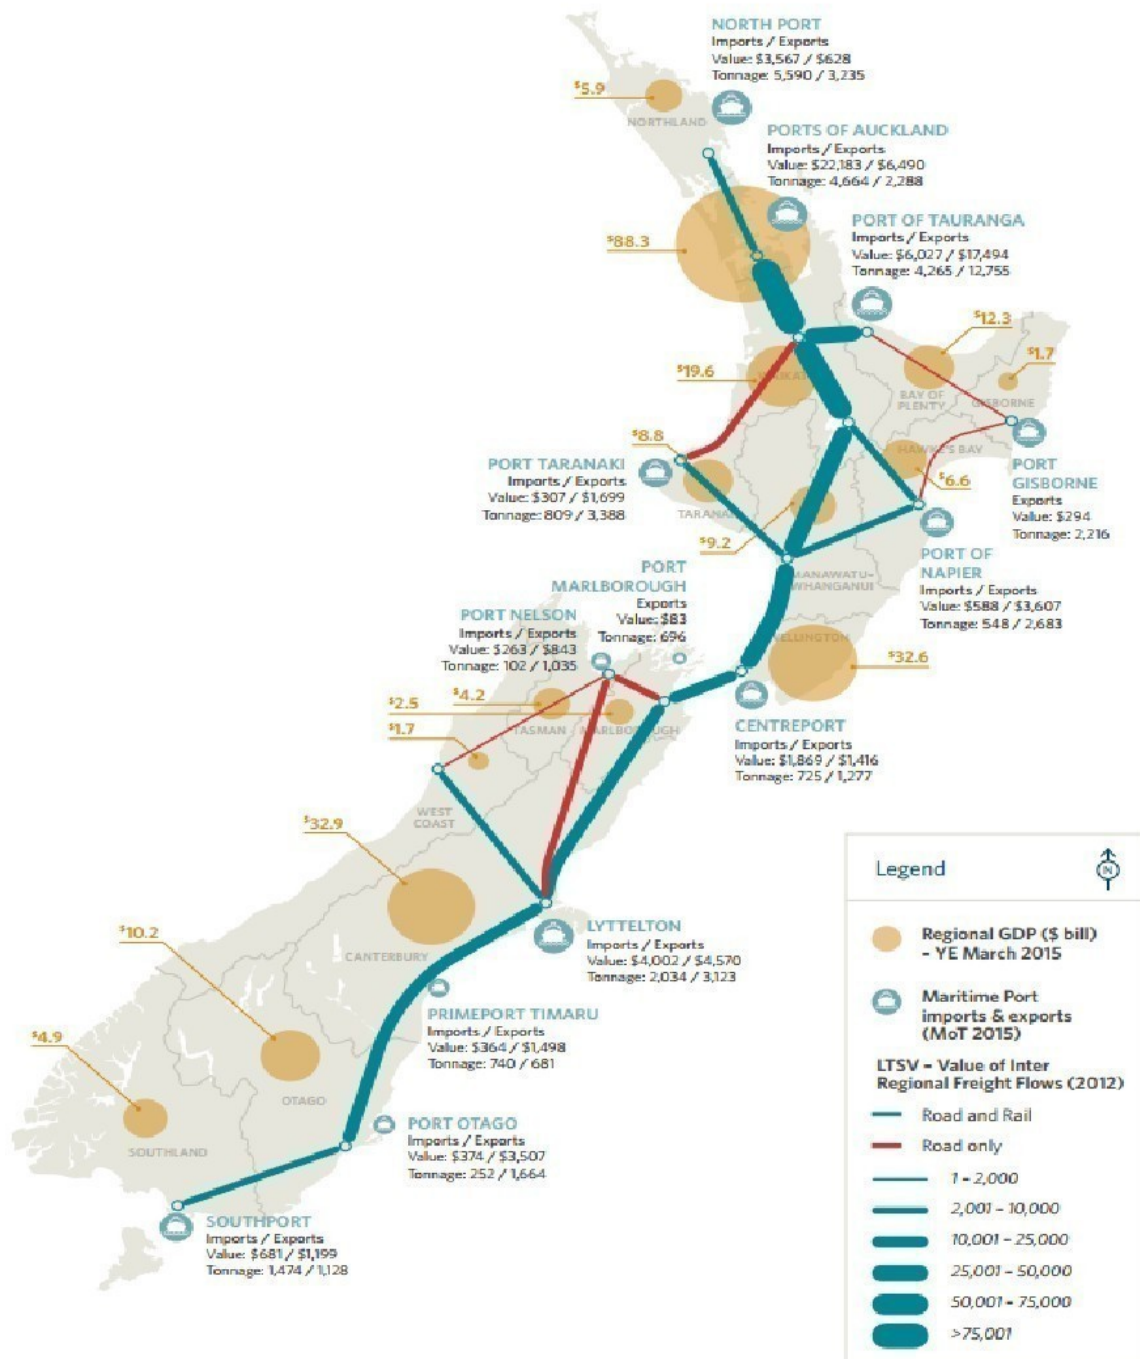 NORTH PORT
Imports / Exports
Value: $3,567 / $628
Tonnage: 5,590 / 3,235
$5.9
NORTHLAND
PORTS OF AUCKLAND
Imports / Exports
Value: $22,183 / $6,490
Tonnage: 4,664 / 2,288
$88.3
PORT OF TAURANGA
Imports / Exports
Value: $6,027 / $17,494
Tonnage: 4,265 / 12,755
$12.3
$1.7
$19.6
WAIKATO
BAY OF
PLENTY
GISBORNE
$8.8
HAWKE'S BAY
PORT TARANAKI
Imports / Exports
Value: $307 / $1,699
Tonnage: 809 / 3,388
TARANAKI
$6.6
PORT
GISBORNE
Exports
Value: $294
Tonnage: 2,216
$9.2
MANAWATU-
WHANGANUI
PORT OF
NAPIER
Imports / Exports
Value: $588 / $3,607
Tonnage: 548 / 2,683
PORT
MARLBOROUGH
Exports
Value: $83
Tonnage: 696
PORT NELSON
Imports / Exports
Value: $263 / $843
Tonnage: 102 / 1,035
WELLINGTON
$32.6
$2.5
$4.2
$1.7
TASMAN
MARLBOROUGH
CENTREPORT
Imports / Exports
Value: $1,869 / $1,416
Tonnage: 725 / 1,277
WEST
COAST
$32.9
CANTERBURY
LYTTELTON
Imports / Exports
Value: $4,002 / $4,570
Tonnage: 2,034 / 3,123
$10.2
PRIMEPORT TIMARU
Imports / Exports
Value: $364 / $1,498
Tonnage: 740 / 681
$4.9
OTAGO
SOUTHLAND
PORT OTAGO
Imports / Exports
Value: $374 / $3,507
Tonnage: 252 / 1,664
SOUTHPORT
Imports / Exports
Value: $681 / $1,199
Tonnage: 1,474 / 1,128
Legend
N
Regional GDP ($ bill)
- YE March 2015
Maritime Port
imports & exports
(MoT 2015)
LTSV - Value of Inter
Regional Freight Flows (2012)
Road and Rail
Road only
1 - 2,000
2,001 - 10,000
10,001 - 25,000
25,001 - 50,000
50,001 - 75,000
>75,001